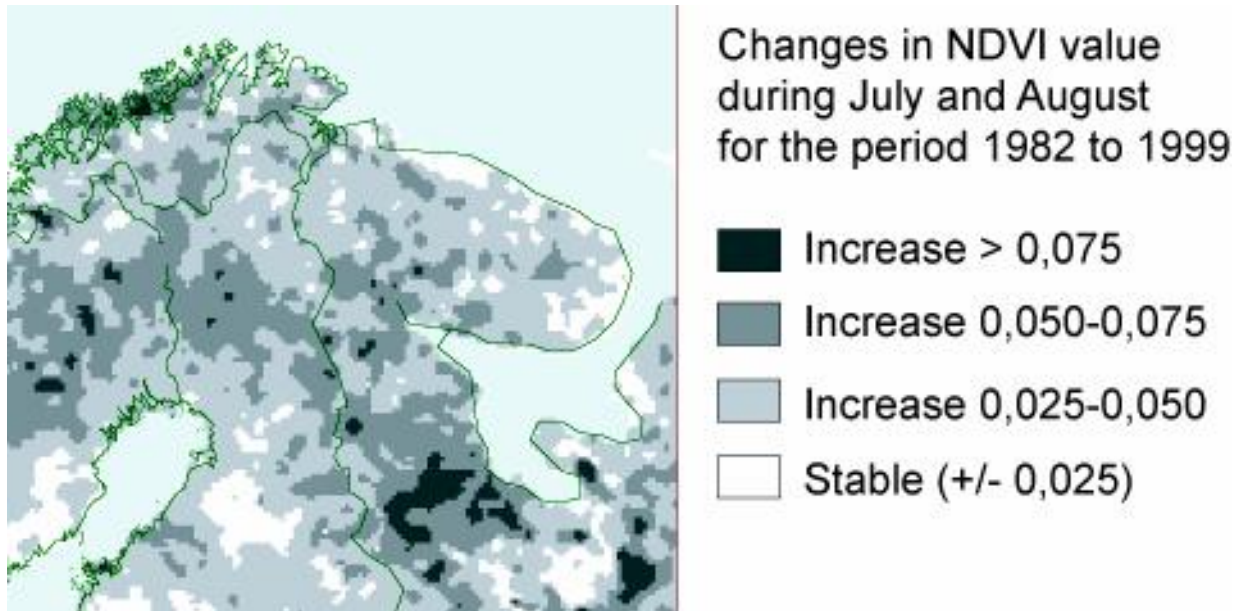 Changes in NDVI value
during July and August
for the period 1982 to 1999
Increase > 0,075
Increase 0,050-0,075
Increase 0,025-0,050
Stable (+/- 0,025)